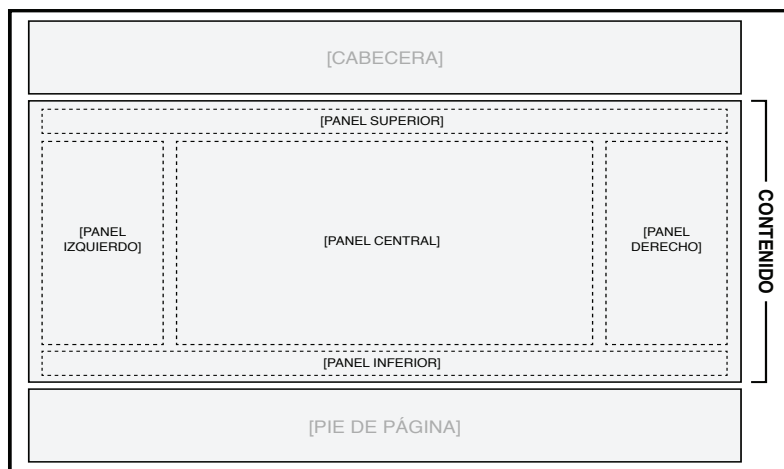 [CABECERA]
[PANEL SUPERIOR]
[PANEL
IZQUIERDO]
[PANEL CENTRAL]
[PANEL
DERECHO]
CONTENIDO
[PANEL INFERIOR]
[PIE DE PÁGINA]